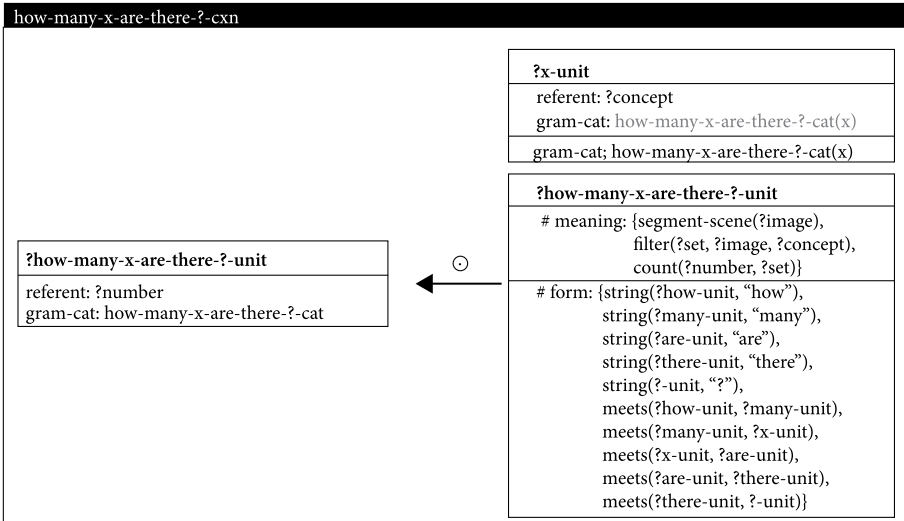 how-many-x-are-there-?-cxn
?x-unit
referent: ?concept
gram-cat: how-many-x-are-there-?-cat(x)
gram-cat; how-many-x-are-there-?-cat(x)
?how-many-x-are-there-?-unit
# meaning: {segment-scene(?image),
filter(?set, ?image, ?concept),
count(?number, ?set)}
?how-many-x-are-there-?-unit
referent: ?number
gram-cat: how-many-x-are-there-?-cat
⊙
# form: {string(?how-unit, “how”),
string(?many-unit, “many”),
string(?are-unit, “are”),
string(?there-unit, “there”),
string(?-unit, “?”),
meets(?how-unit, ?many-unit),
meets(?many-unit, ?x-unit),
meets(?x-unit, ?are-unit),
meets(?are-unit, ?there-unit),
meets(?there-unit, ?-unit)}